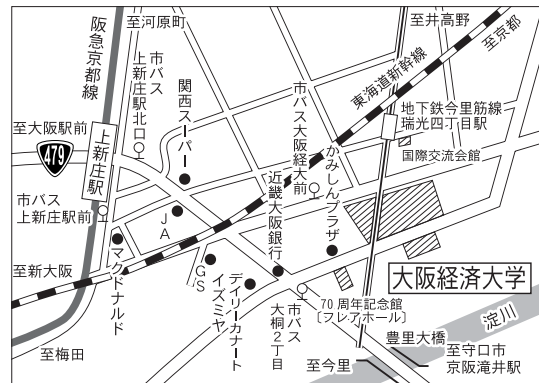 至河原町
阪急京都線
市バス
上新庄駅北口
関西スーパー
至井高野
至京都
東海道新幹線
地下鉄今里筋線
瑞光四丁目駅
国際交流会館
至大阪駅前
479
上新庄駅
市バス
上新庄駅前
市バス大阪経大前
かみしんプラザ
近畿大阪銀行
JA
マクドナルド
GS
デイリーカナート
イズミヤ
至新大阪
大阪経済大学
市バス
大桐2丁目
70周年記念館
〔フレアホール〕
豊里大橋
淀川
至梅田
至今里
至守口市
京阪滝井駅